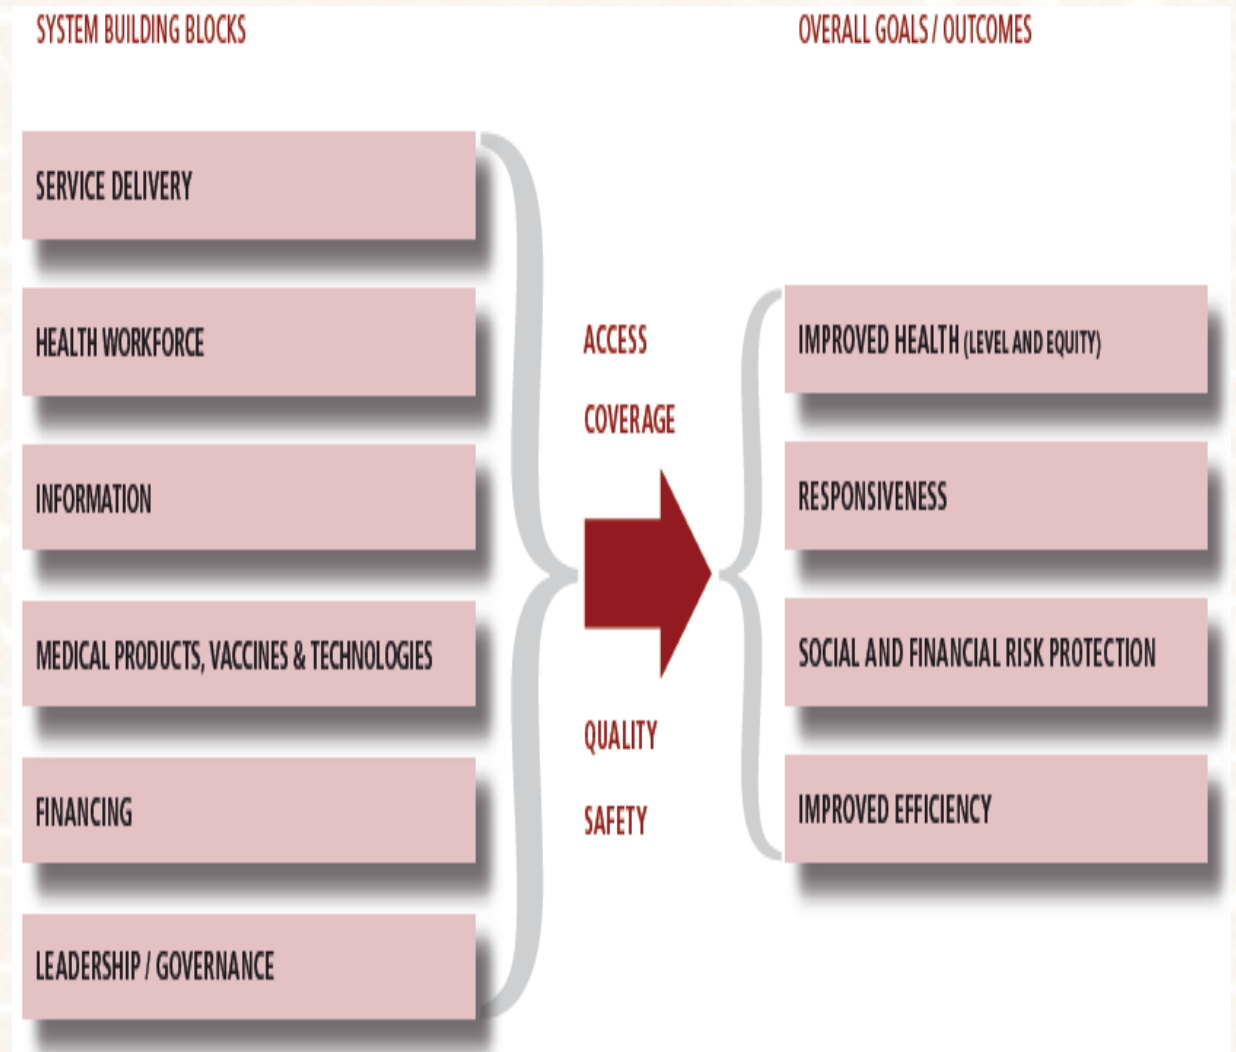 SYSTEM BUILDING BLOCKS
OVERALL GOALS / OUTCOMES
SERVICE DELIVERY
HEALTH WORKFORCE
INFORMATION
MEDICAL PRODUCTS, VACCINES & TECHNOLOGIES
FINANCING
LEADERSHIP / GOVERNANCE
ACCESS
COVERAGE
QUALITY
SAFETY
IMPROVED HEALTH (LEVEL AND EQUITY)
RESPONSIVENESS
SOCIAL AND FINANCIAL RISK PROTECTION
IMPROVED EFFICIENCY